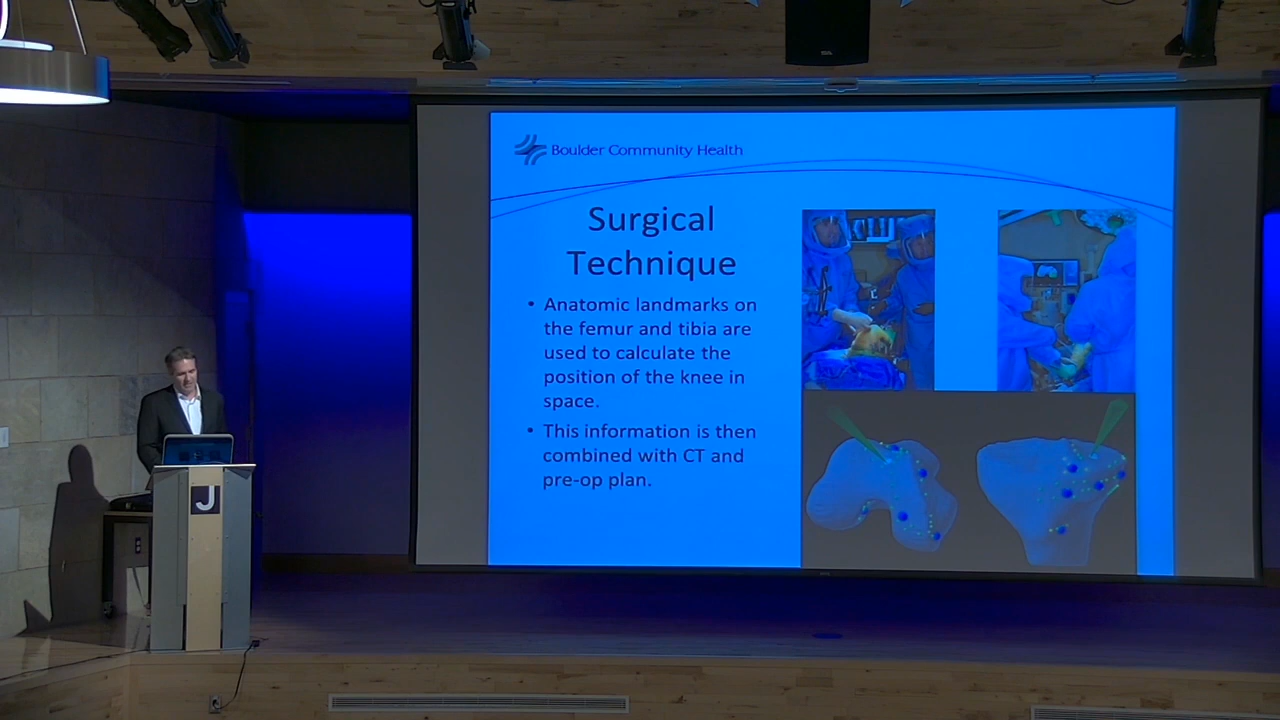 Boulder Community Health
Surgical
Technique
• Anatomic landmarks on
the femur and tibia are
used to calculate the
position of the knee in
space.
• This information is then
combined with CT and
pre-op plan.
J